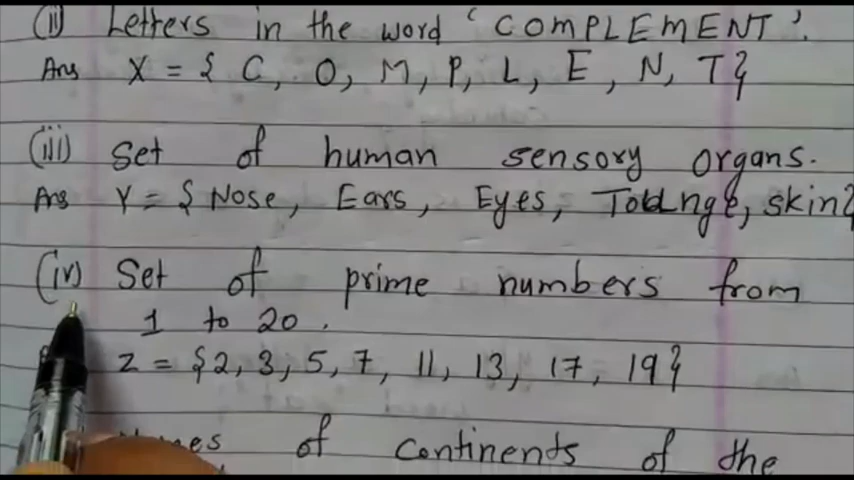 (ii) Letters in the word 'COMPLEMENT'.
Ans X = { C, O, M, P, L, E, N, T}
(iii) Set of human sensory organs.
Ans Y = { Nose, Ears, Eyes, Tounge, skin}
(iv) Set of prime numbers from
1 to 20.
Z = {2, 3, 5, 7, 11, 13, 17, 19}
of continents of the